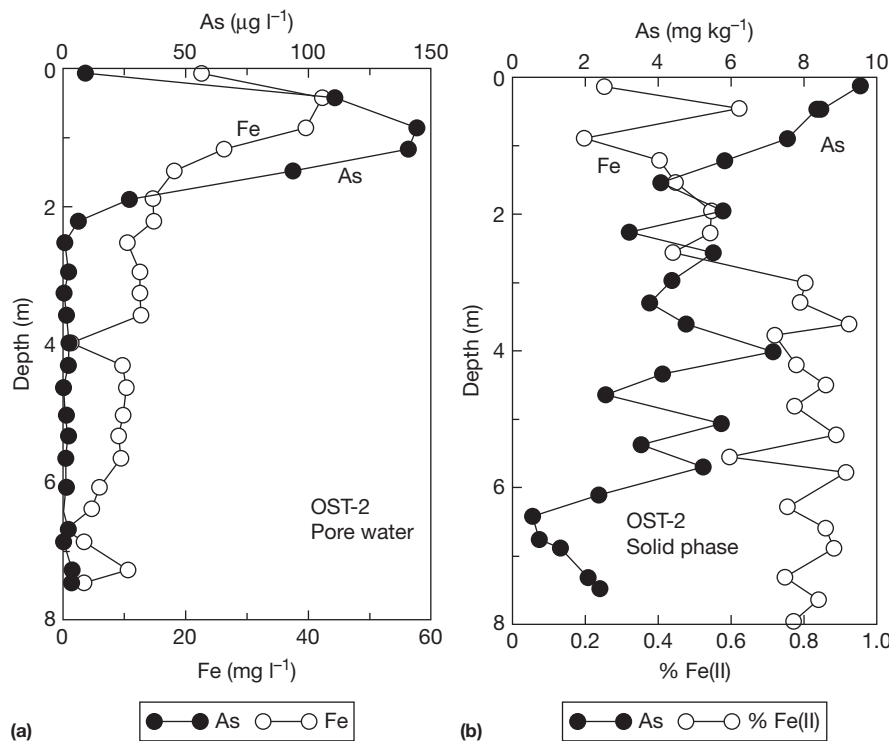 As (μg l⁻¹)
0 50 100 150
0
2
4
6
8
Depth (m)
Fe
As
OST-2
Pore water
0 20 40 60
Fe (mg l⁻¹)
(a)
As Fe
As (mg kg⁻¹)
0 2 4 6 8 10
0
2
4
6
8
Depth (m)
Fe
As
OST-2
Solid phase
0 0.2 0.4 0.6 0.8 1.0
% Fe(II)
(b)
As % Fe(II)